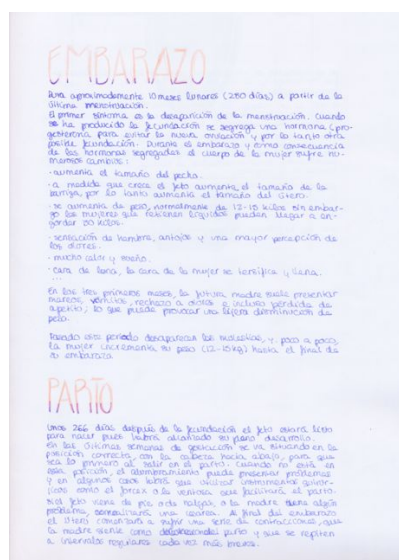 EMBARAZO
Dura aproximadamente 10 meses lunares (280 días) a partir de la
última menstruación.
El primer síntoma es la desaparición de la menstruación. Cuando
se ha producido la fecundación se segrega una hormona (pro-
gesterona) para evitar la nueva ovulación y por lo tanto otra
posible fecundación. Durante el embarazo y como consecuencia
de las hormonas segregadas el cuerpo de la mujer sufre nu-
merosos cambios:
- aumenta el tamaño del pecho.
- a medida que crece el feto aumenta el tamaño de la
barriga, por lo tanto aumenta el tamaño del útero.
- se aumenta de peso, normalmente de 12-15 kilos sin embar-
go las mujeres que retienen líquidos pueden llegar a en-
gordar 30 kilos.
- sensación de hambre, antojos y una mayor percepción de
los olores.
- mucho calor y sueño.
- cara de luna, la cara de la mujer se y llena.
...
En los tres primeros meses, la futura madre suele presentar
mareos, vómitos, rechazo a olores e incluso pérdida de
apetito, lo que puede provocar una ligera disminución de
peso.
Pasado este periodo desaparecen las molestias, y poco a poco,
la mujer incrementa su peso (12-15kg) hasta el final de
su embarazo.
PARTO
Unos 266 días después de la fecundación el feto estará listo
para nacer pues habrá alcanzado su pleno desarrollo.
En las últimas semanas de gestación se va situando en la
posición correcta, con la cabeza hacia abajo, para que
sea lo primero al salir en el parto. Cuando no está en
esa posición, el alumbramiento puede presentar problemas
y en algunos casos habrá que utilizar instrumental quirúr-
gico como el forcex o la ventosa que facilitará el parto.
Si el feto viene de pie o de nalgas, o la madre tiene algún
problema, se una cesárea. Al final del embarazo
el útero comenzará a sufrir una serie de contracciones, que
la madre siente como parto y que se repiten
a intervalos regulares cada vez más breves.